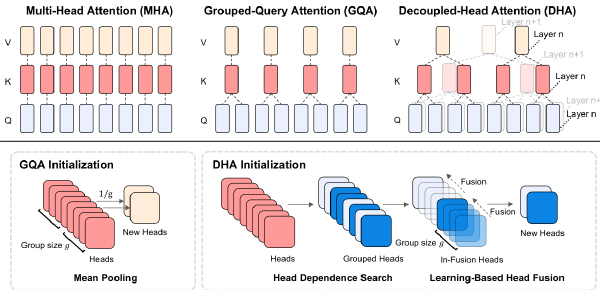 Multi-Head Attention (MHA)
Grouped-Query Attention (GQA)
Decoupled-Head Attention (DHA)
V
K
Q
V
K
Q
V
K
Q
Layer n+1
Layer n
Layer n+1
Layer n
Layer n+
Layer n
GQA Initialization
1/g
New Heads
Group size g
Heads
Mean Pooling
DHA Initialization
Heads
Grouped Heads
Head Dependence Search
Fusion
Fusion
Group size g
In-Fusion Heads
New Heads
Learning-Based Head Fusion